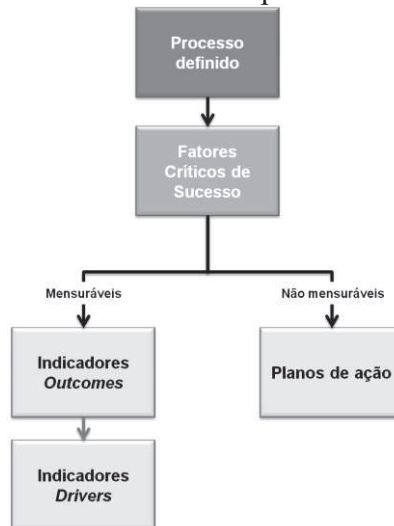 Processo
definido
Fatores
Críticos de
Sucesso
Mensuráveis
Não mensuráveis
Indicadores
Outcomes
Planos de ação
Indicadores
Drivers